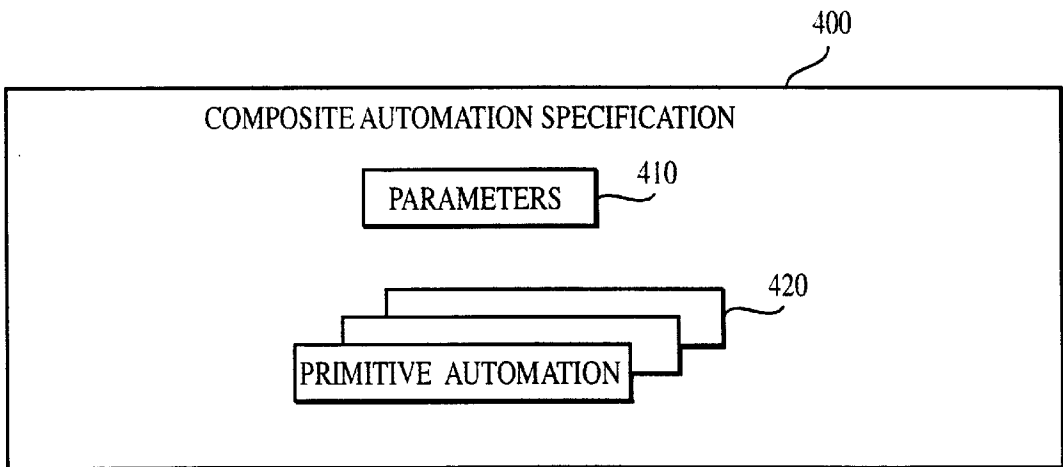 400
COMPOSITE AUTOMATION SPECIFICATION
PARAMETERS
410
420
PRIMITIVE AUTOMATION